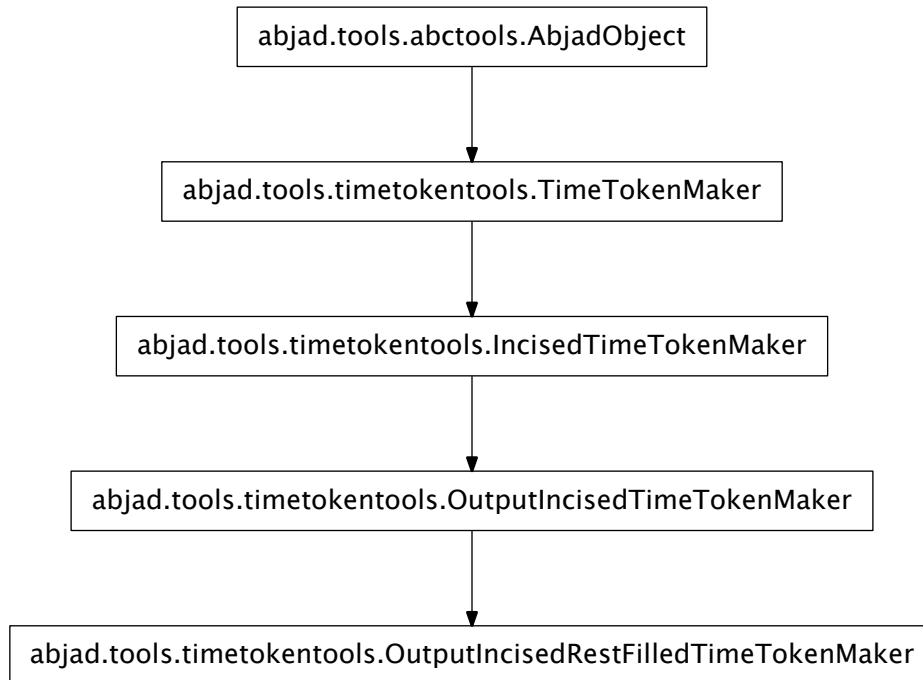 abjad.tools.abctools.AbjadObject
abjad.tools.timetokentools.TimeTokenMaker
abjad.tools.timetokentools.IncisedTimeTokenMaker
abjad.tools.timetokentools.OutputIncisedTimeTokenMaker
abjad.tools.timetokentools.OutputIncisedRestFilledTimeTokenMaker